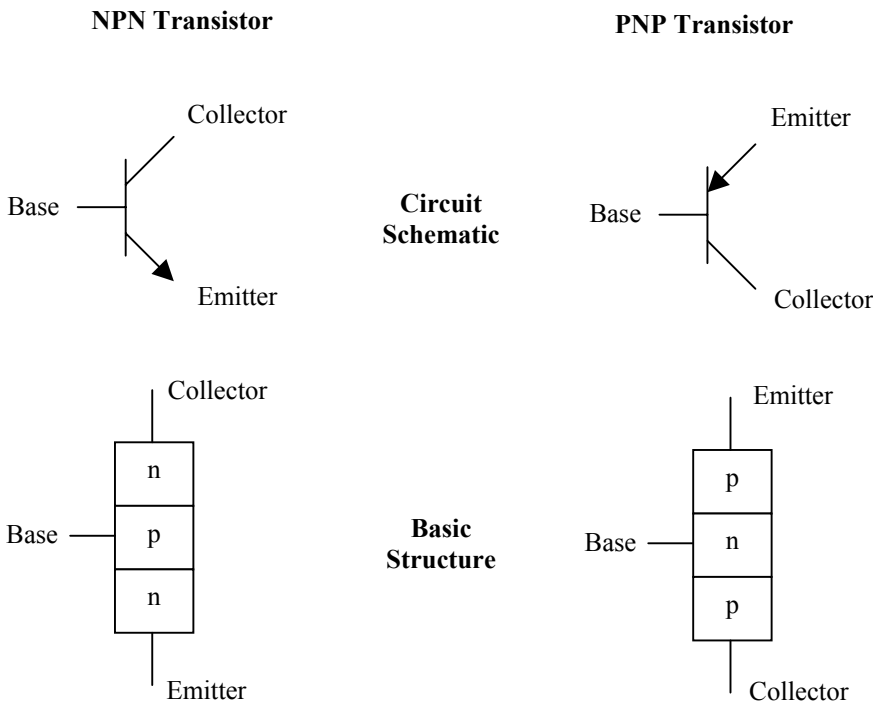 NPN Transistor
PNP Transistor
Collector
Emitter
Base
Circuit
Schematic
Base
Emitter
Collector
Collector
Emitter
n
p
Base
p
Basic
Structure
Base
n
n
p
Emitter
Collector